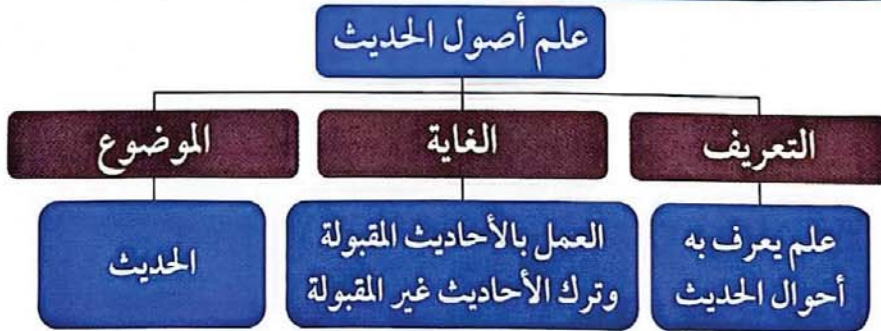 علم أصول الحديث
التعريف
الغاية
الموضوع
علم يعرف به
أحوال الحديث
العمل بالأحاديث المقبولة
وترك الأحاديث غير المقبولة
الحديث